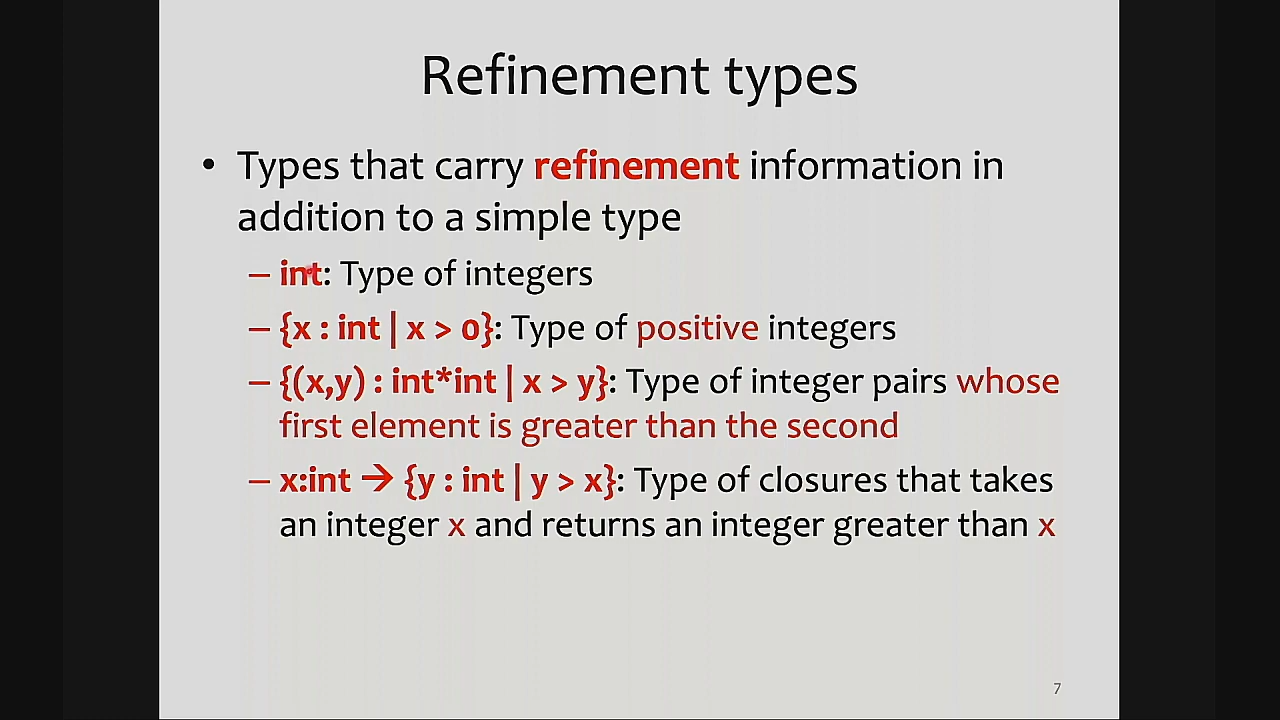 Refinement types
• Types that carry refinement information in
addition to a simple type
– int: Type of integers
– {x : int | x > 0}: Type of positive integers
– {(x,y) : int*int | x > y}: Type of integer pairs whose
first element is greater than the second
– x:int → {y : int | y > x}: Type of closures that takes
an integer x and returns an integer greater than x
7